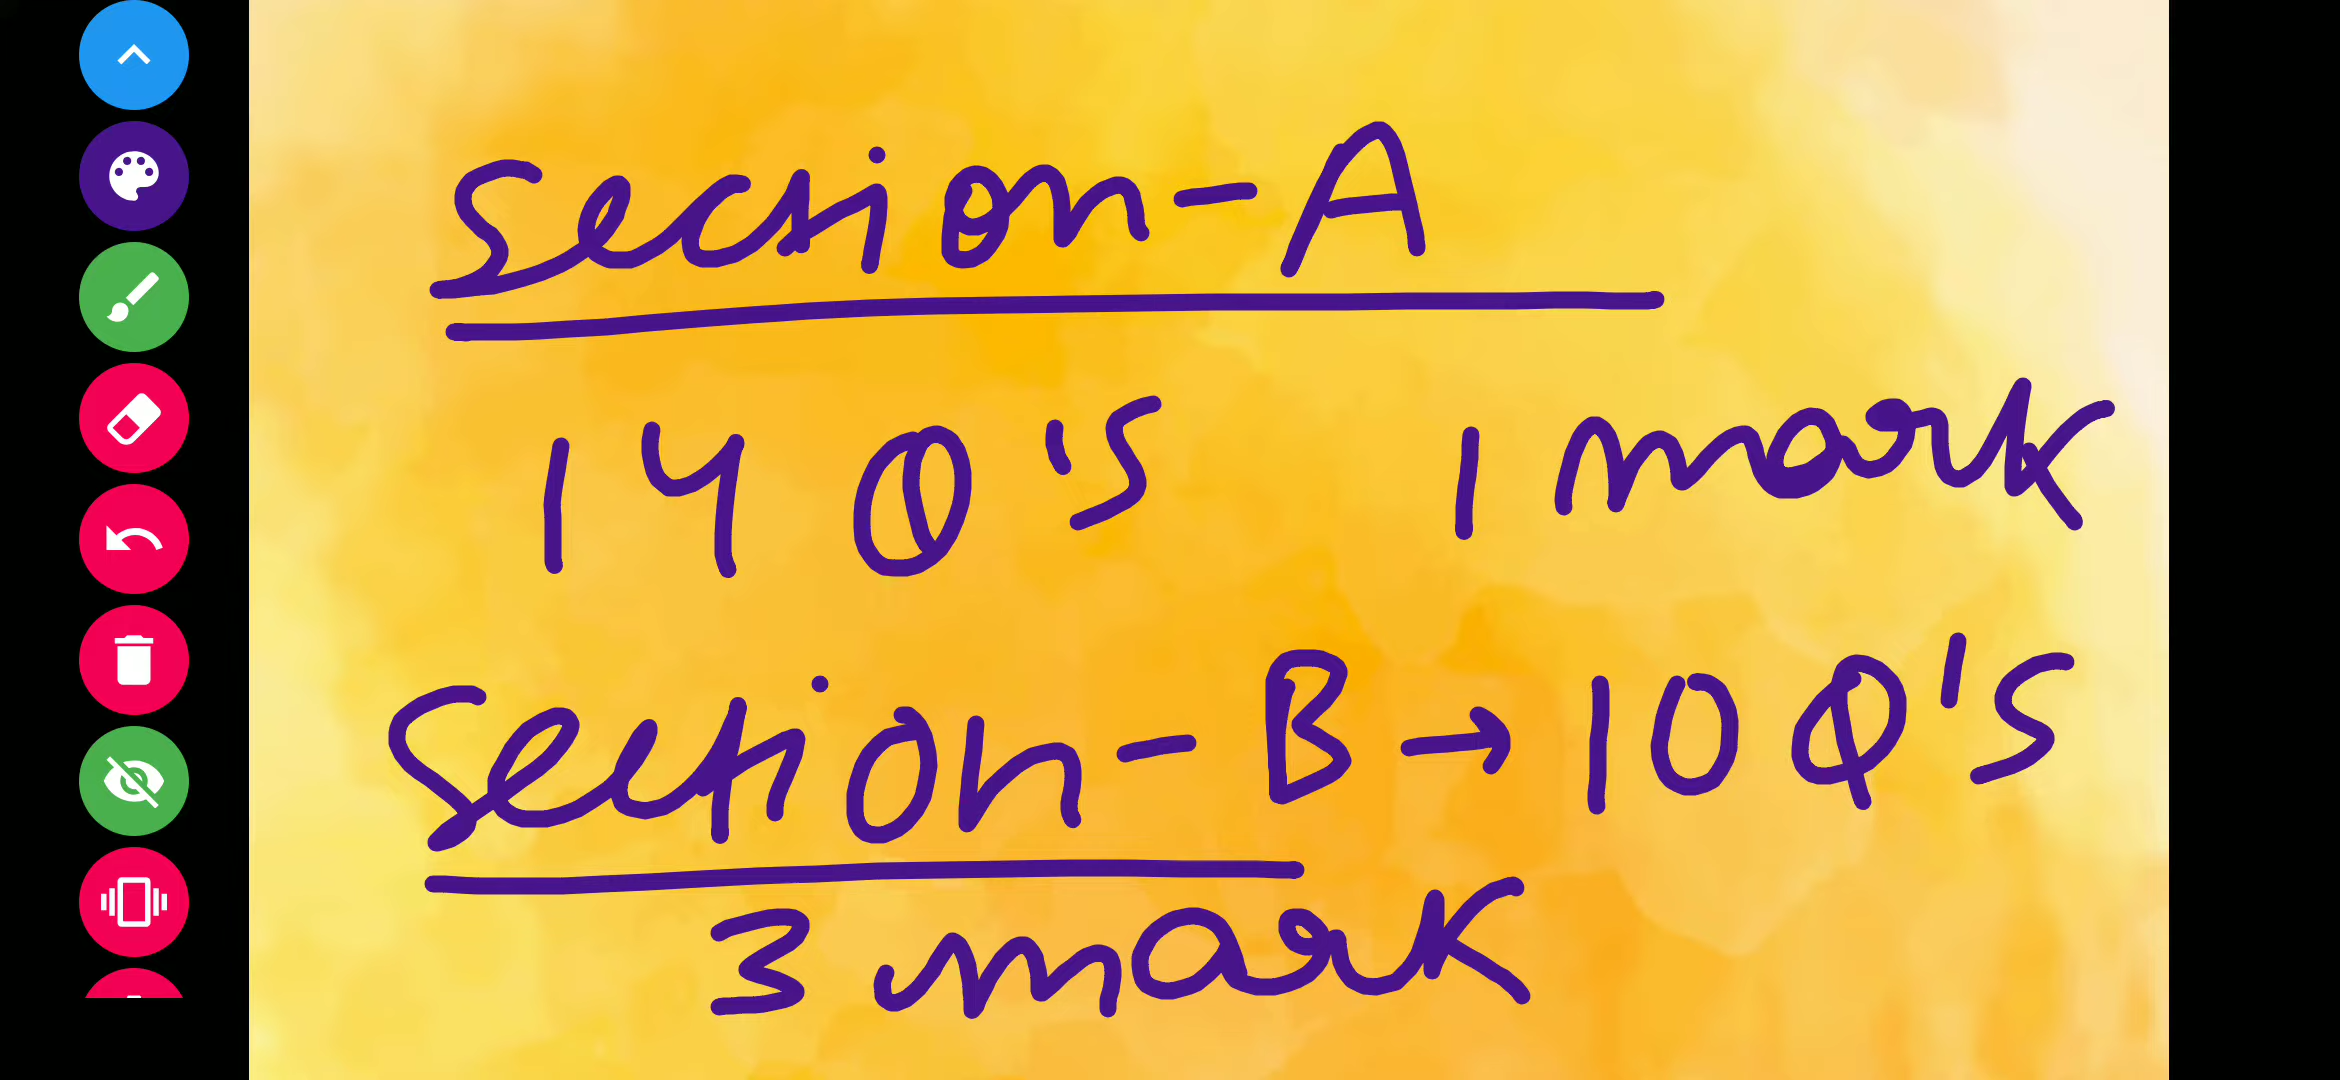 Section-A
14 Q's 1 mark
Section-B → 10 Q's
3 mark